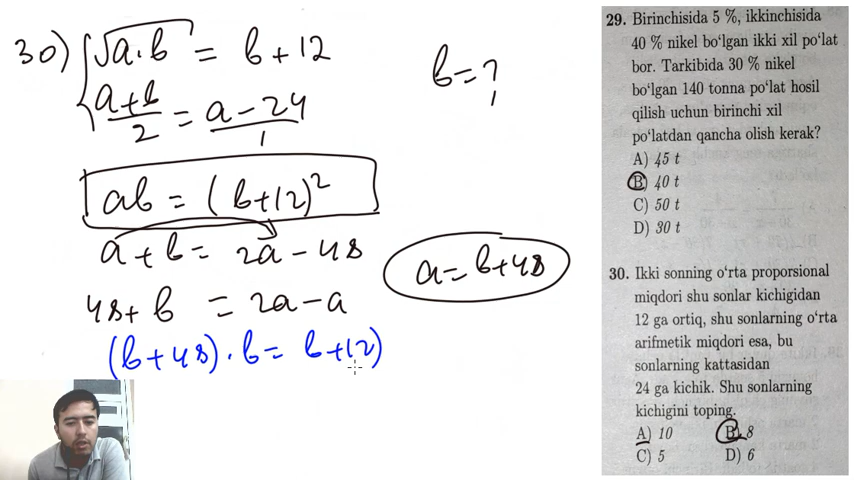 30) √a·b = b+12
a+b/2 = a-24/1
b=?
ab = (b+12)²
a+b = 2a-48
48+b = 2a-a
a=b+48
(b+48)·b = b+12)
29. Birinchisida 5 %, ikkinchisida
40 % nikel bo‘lgan ikki xil po‘lat
bor. Tarkibida 30 % nikel
bo‘lgan 140 tonna po‘lat hosil
qilish uchun birinchi xil
po‘latdan qancha olish kerak?
A) 45 t
B) 40 t
C) 50 t
D) 30 t
30. Ikki sonning o‘rta proporsional
miqdori shu sonlar kichigidan
12 ga ortiq, shu sonlarning o‘rta
arifmetik miqdori esa, bu
sonlarning kattasidan
24 ga kichik. Shu sonlarning
kichigini toping.
A) 10 B) 8
C) 5 D) 6